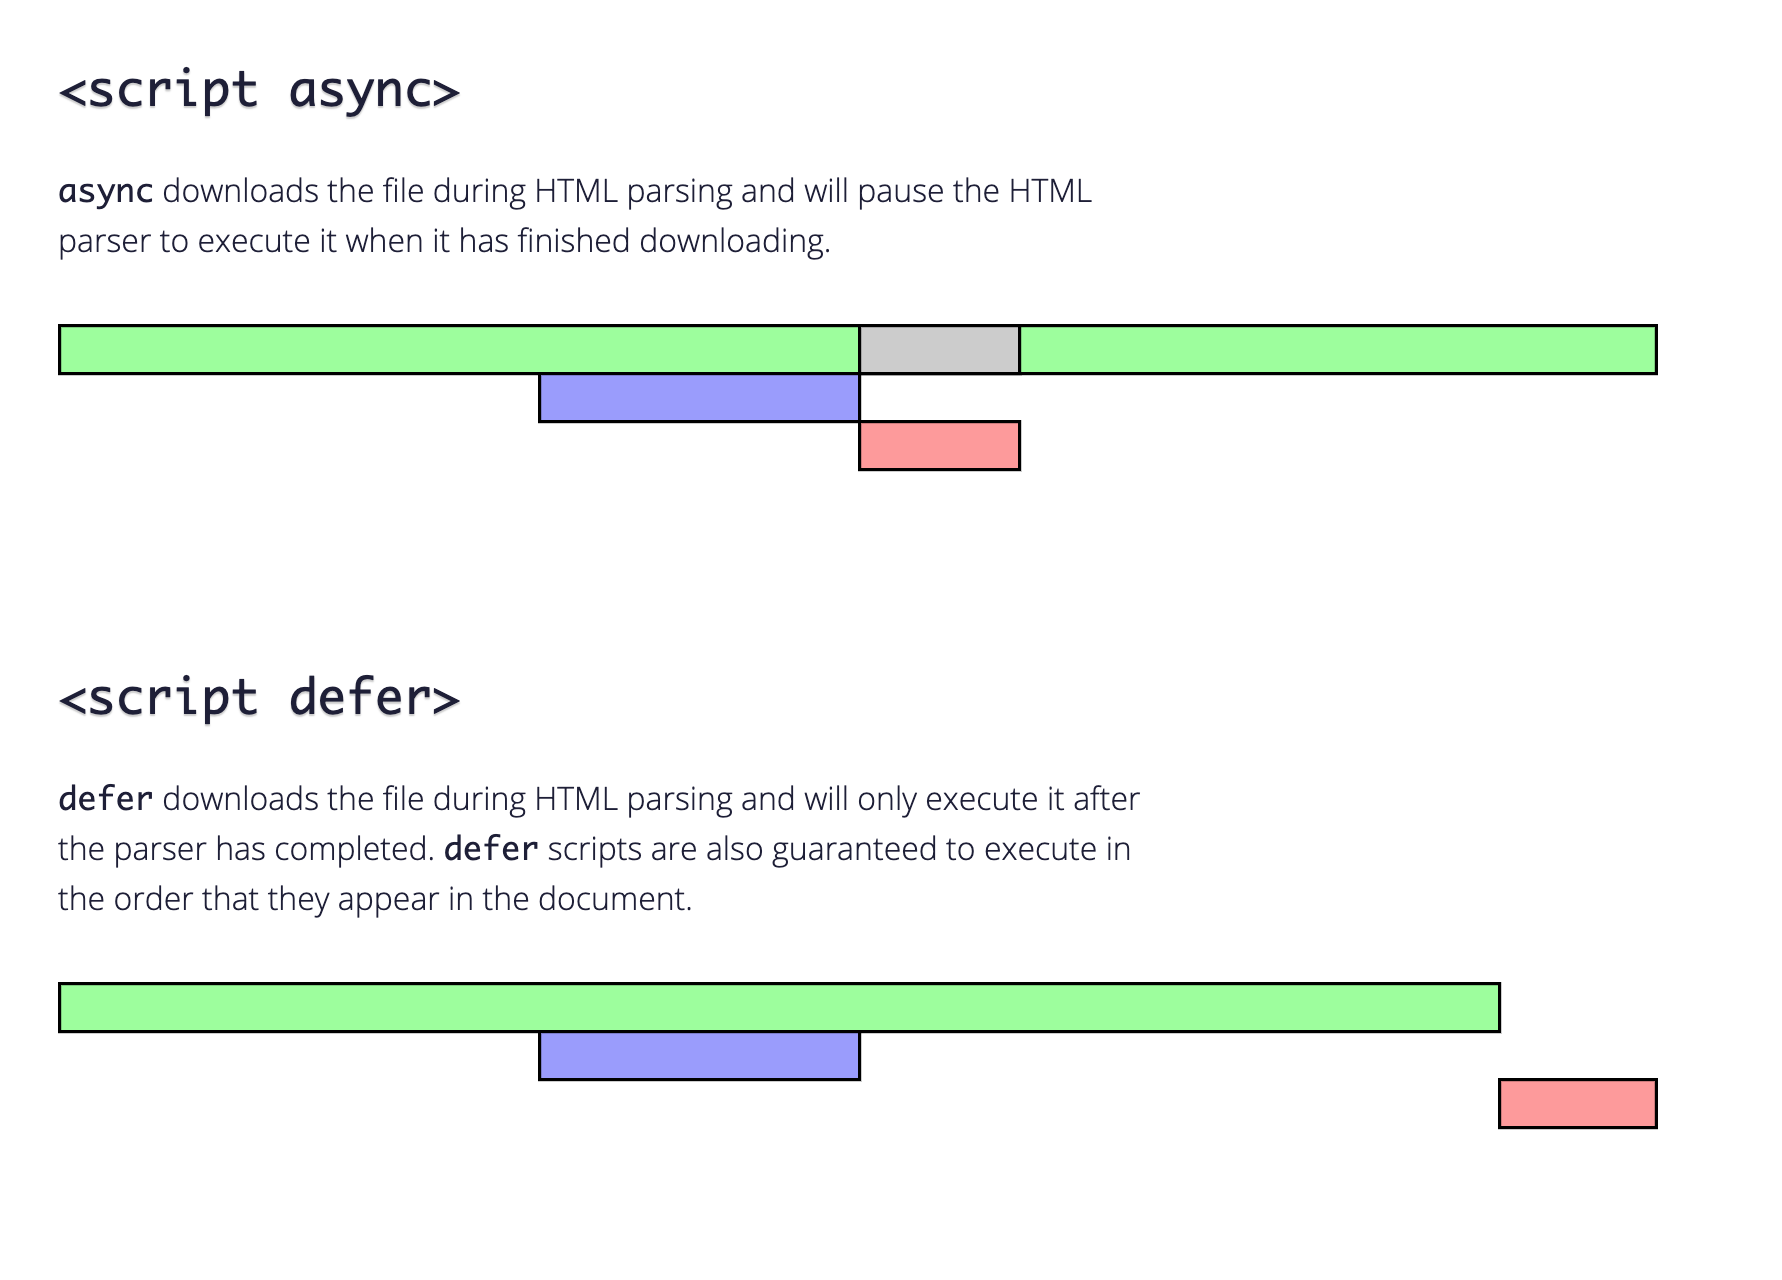 <script async>
async downloads the file during HTML parsing and will pause the HTML
parser to execute it when it has finished downloading.
<script defer>
defer downloads the file during HTML parsing and will only execute it after
the parser has completed. defer scripts are also guaranteed to execute in
the order that they appear in the document.